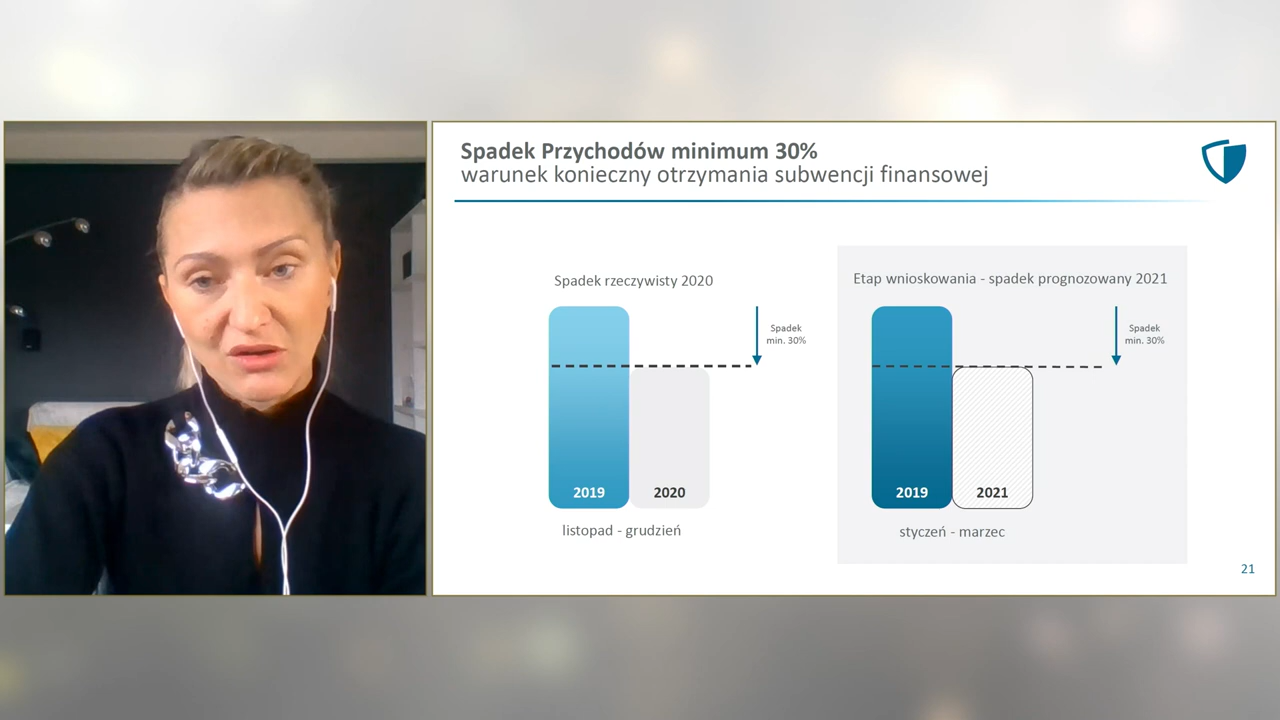 Spadek Przychodów minimum 30%
warunek konieczny otrzymania subwencji finansowej
Spadek rzeczywisty 2020
Spadek
min. 30%
2019
2020
listopad - grudzień
Etap wnioskowania - spadek prognozowany 2021
Spadek
min. 30%
2019
2021
styczeń - marzec
21